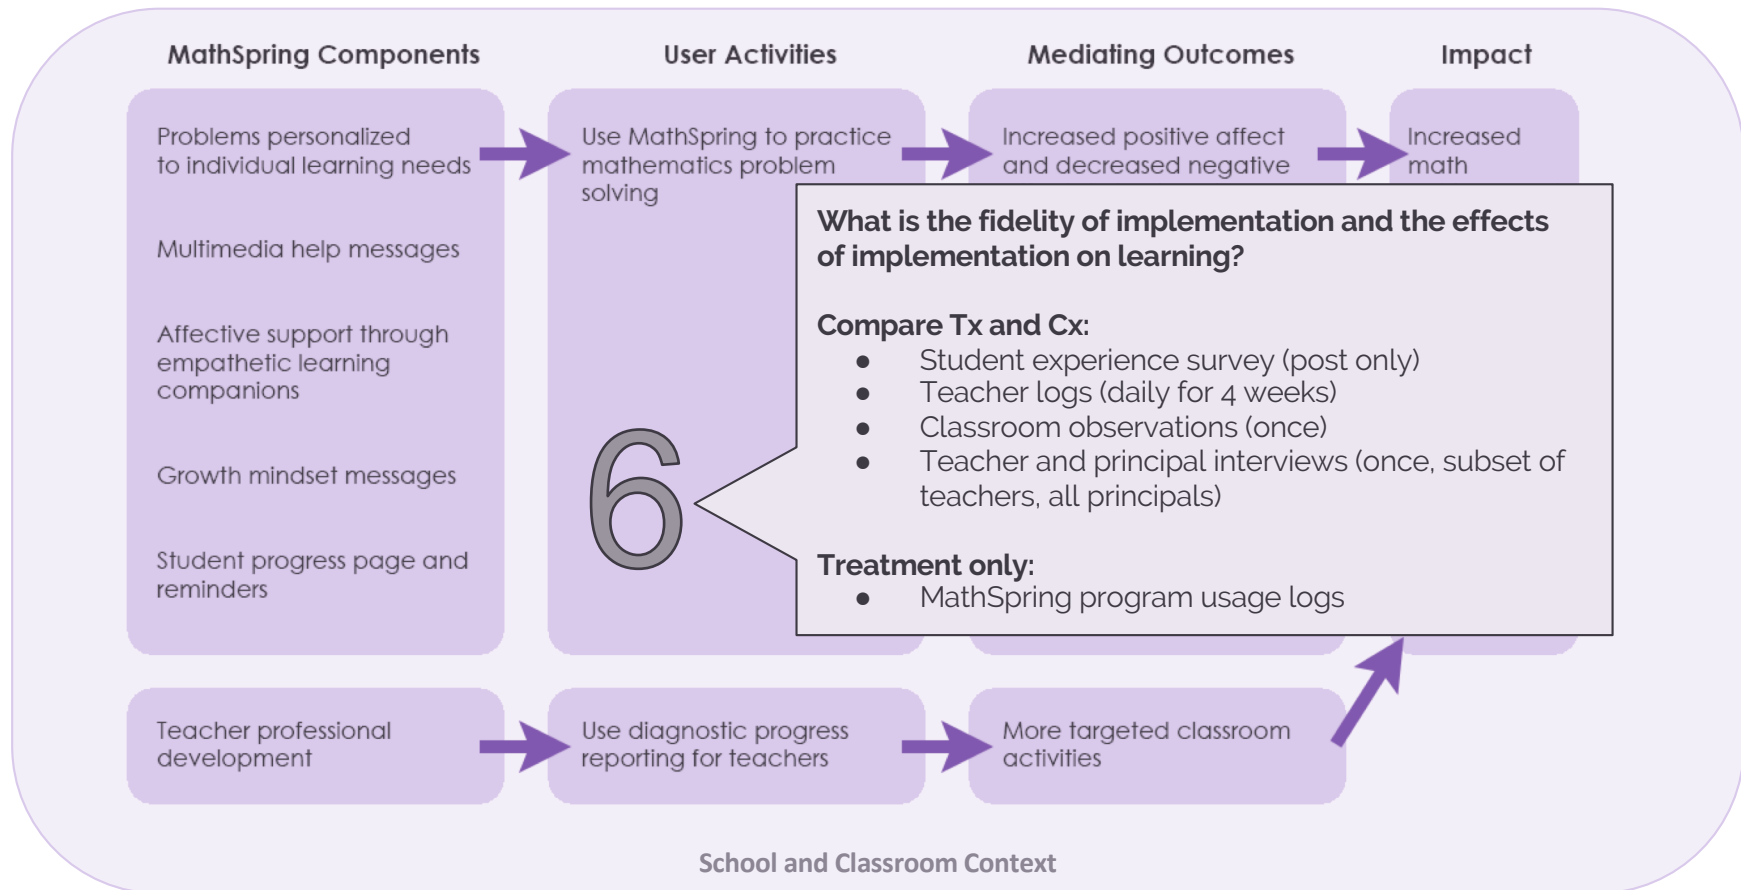 MathSpring Components
User Activities
Mediating Outcomes
Impact
Problems personalized
to individual learning needs
Multimedia help messages
Affective support through
empathetic learning
companions
Growth mindset messages
Student progress page and
reminders
Use MathSpring to practice
mathematics problem
solving
Increased positive affect
and decreased negative
Increased
math
What is the fidelity of implementation and the effects
of implementation on learning?
Compare Tx and Cx:
● Student experience survey (post only)
● Teacher logs (daily for 4 weeks)
● Classroom observations (once)
● Teacher and principal interviews (once, subset of
teachers, all principals)
Treatment only:
● MathSpring program usage logs
6
Teacher professional
development
Use diagnostic progress
reporting for teachers
More targeted classroom
activities
School and Classroom Context